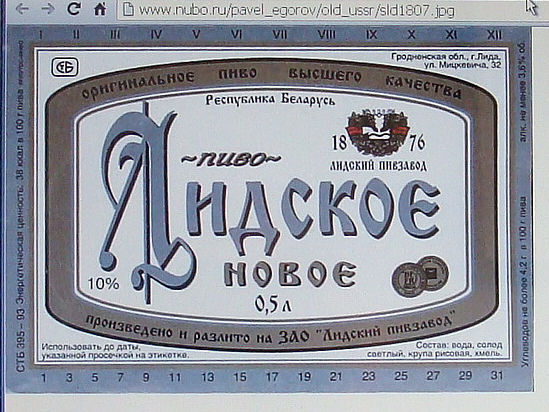 www.nubo.ru/pavel_egorov/old_ussr/sld1807.jpg
I II III IV V VI VII VIII IX X XI XII
СТБ
Гродненская обл., г.Лида,
ул. Мицкевича, 32
оригинальное пиво высшего качества
Республика Беларусь
18 76
ЛИДСКИЙ ПИВЗАВОД
~пиво~
Лидское
новое
10%
0,5 л
произведено и разлито на ЗАО "Лидский пивзавод"
Использовать до даты,
указанной просечкой на этикетке.
Состав: вода, солод
светлый, крупа рисовая, хмель.
СТБ 395 – 93. Энергетическая ценность: 38 ккал в 100 г пива
алк. не менее 3,6% об.
Углеводов не более 4,2 г в 100 г пива
1 3 5 7 9 11 13 15 17 19 21 23 25 27 29 31